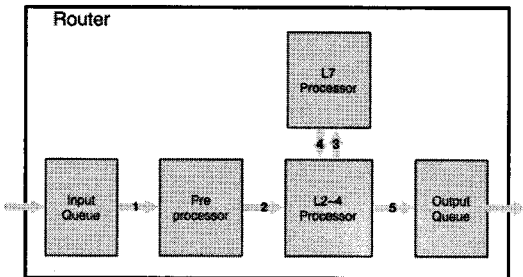 Router
L7
Processor
4 3
Input
Queue
1
Pre
processor
2
L2~4
Processor
5
Output
Queue